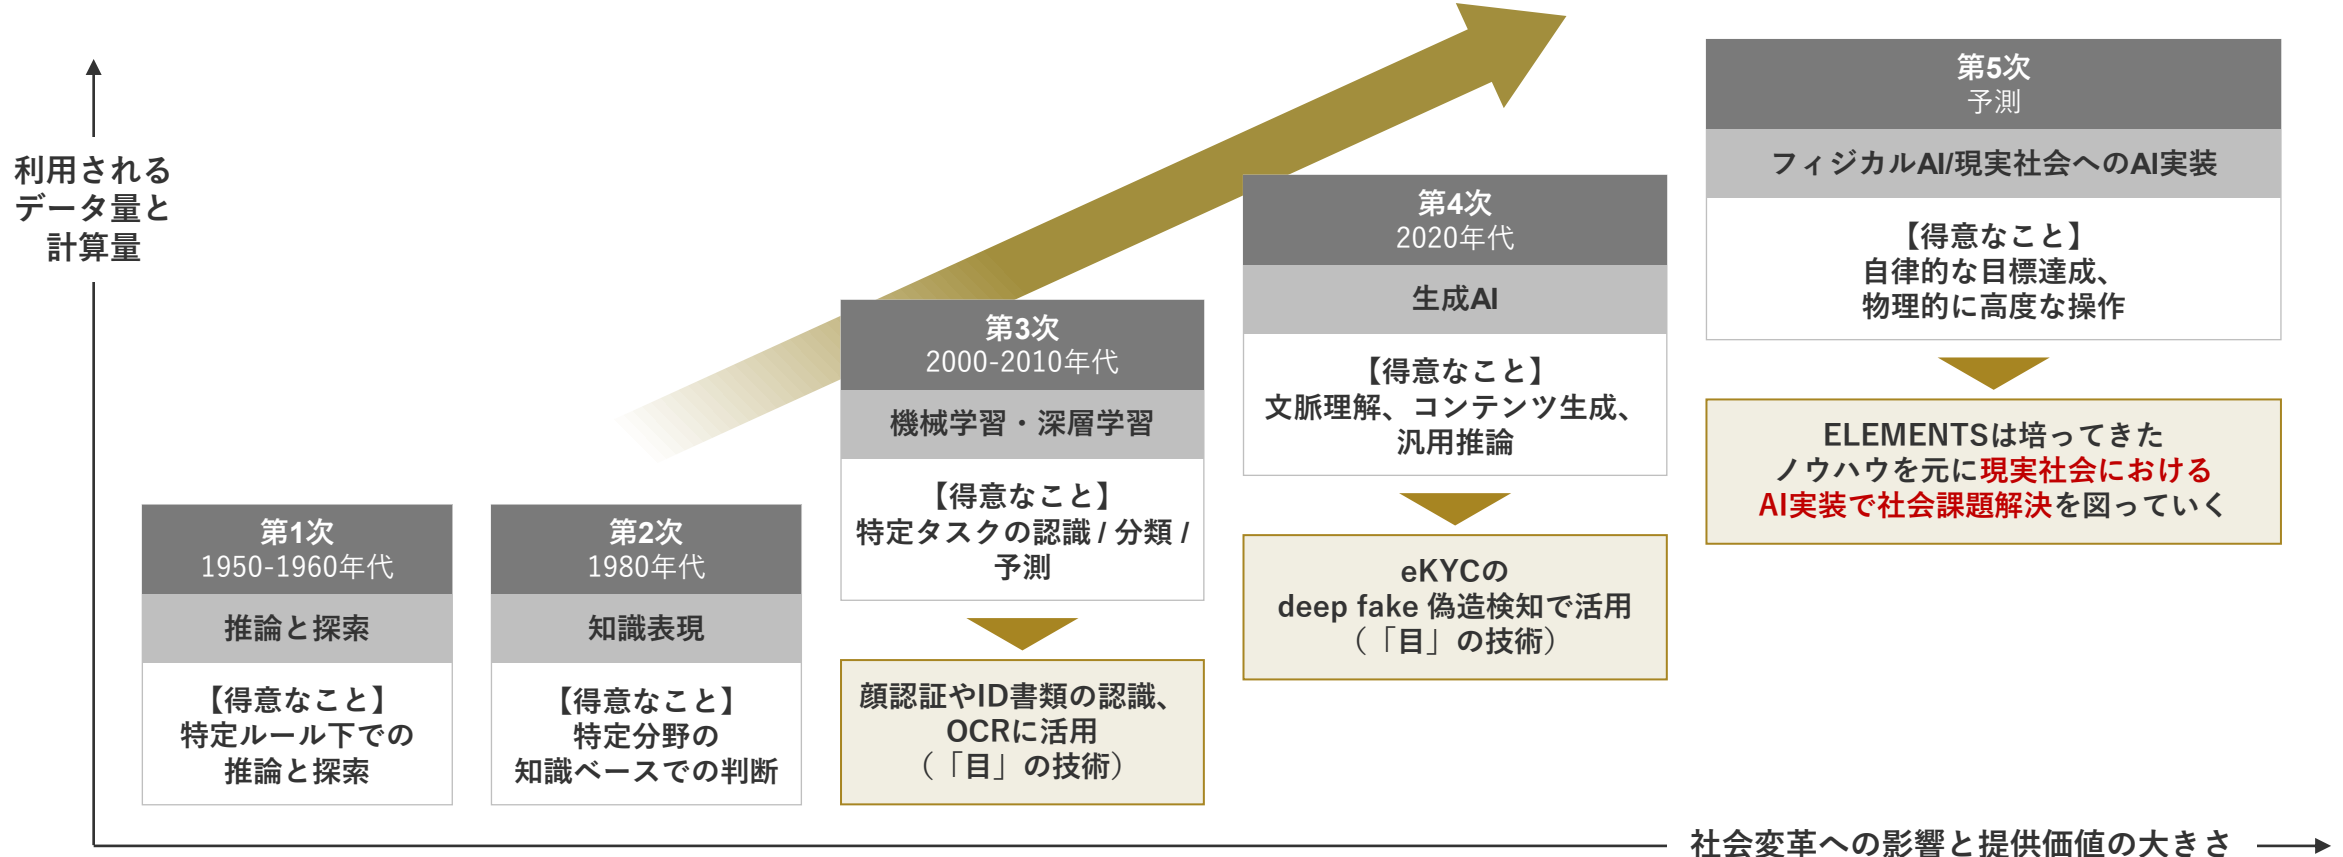 利用される
データ量と
計算量
第1次
1950-1960年代
推論と探索
【得意なこと】
特定ルール下での
推論と探索
第2次
1980年代
知識表現
【得意なこと】
特定分野の
知識ベースでの判断
第3次
2000-2010年代
機械学習・深層学習
【得意なこと】
特定タスクの認識 / 分類 /
予測
顔認証やID書類の認識、
OCRに活用
（「目」の技術）
第4次
2020年代
生成AI
【得意なこと】
文脈理解、コンテンツ生成、
汎用推論
eKYCの
deep fake 偽造検知で活用
（「目」の技術）
第5次
予測
フィジカルAI/現実社会へのAI実装
【得意なこと】
自律的な目標達成、
物理的に高度な操作
ELEMENTSは培ってきた
ノウハウを元に現実社会における
AI実装で社会課題解決を図っていく
社会変革への影響と提供価値の大きさ